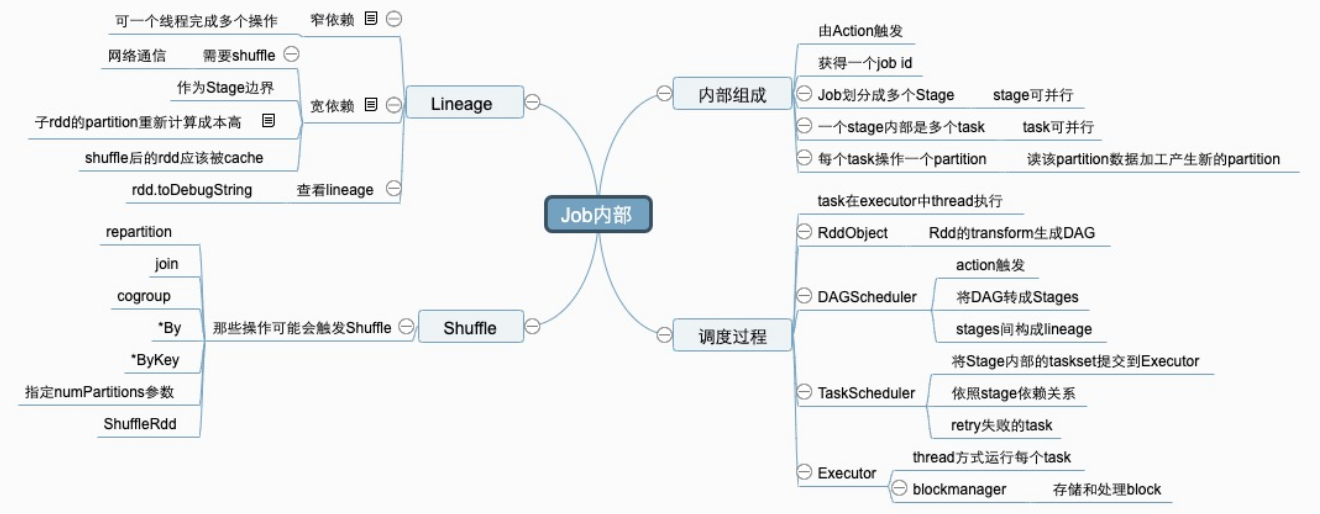 Job内部
Lineage
窄依赖
可一个线程完成多个操作
宽依赖
需要shuffle
网络通信
作为Stage边界
子rdd的partition重新计算成本高
shuffle后的rdd应该被cache
查看lineage
rdd.toDebugString
Shuffle
那些操作可能会触发Shuffle
repartition
join
cogroup
*By
*ByKey
指定numPartitions参数
ShuffleRdd
内部组成
由Action触发
获得一个job id
Job划分成多个Stage
stage可并行
一个stage内部是多个task
task可并行
每个task操作一个partition
读该partition数据加工产生新的partition
调度过程
task在executor中thread执行
RddObject
Rdd的transform生成DAG
DAGScheduler
action触发
将DAG转成Stages
stages间构成lineage
TaskScheduler
将Stage内部的taskset提交到Executor
依照stage依赖关系
retry失败的task
Executor
thread方式运行每个task
blockmanager
存储和处理block